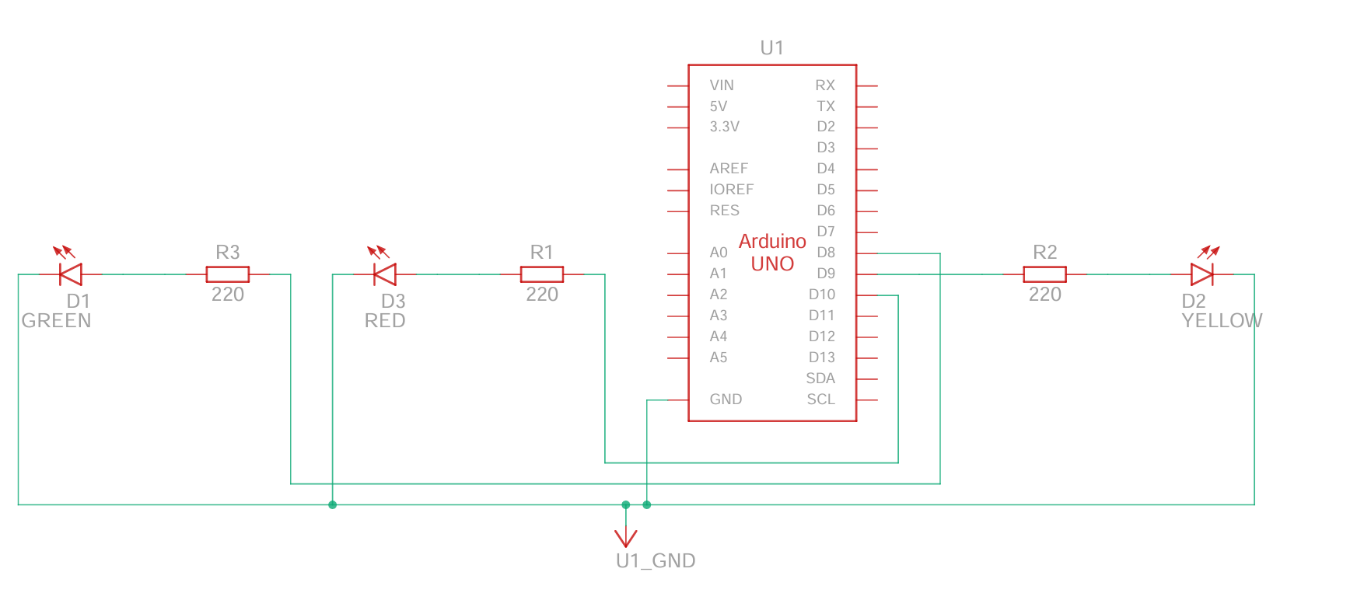 U1
VIN RX
5V TX
3.3V D2
D3
AREF D4
IOREF D5
RES D6
D7
Arduino
UNO
A0 D8
A1 D9
A2 D10
A3 D11
A4 D12
A5 D13
SDA
GND SCL
R3
220
D1
GREEN
R1
220
D3
RED
R2
220
D2
YELLOW
U1_GND